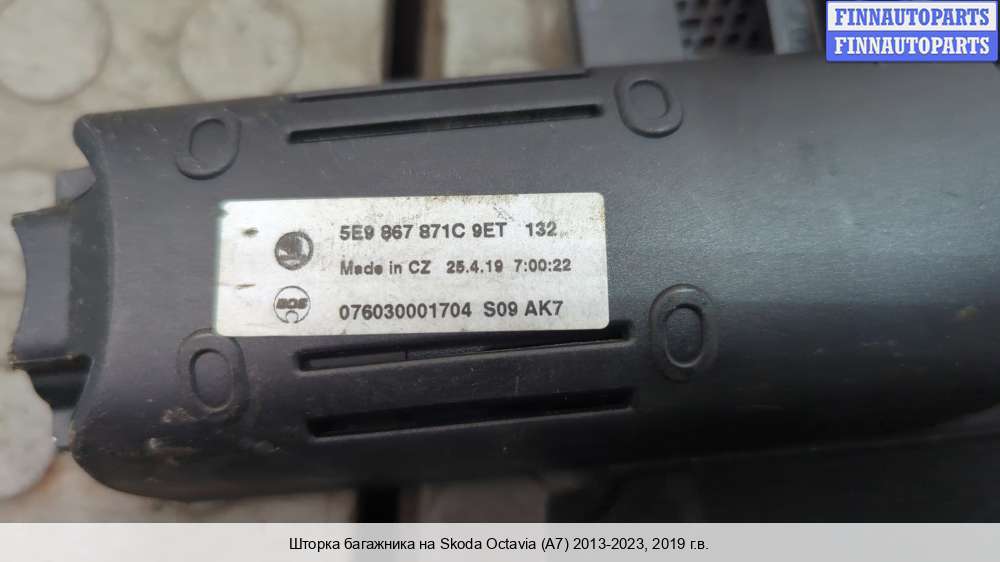 FINNAUTOPARTS
FINNAUTOPARTS
5E9 867 871C 9ET 132
Made in CZ 25.4.19 7:00:22
BOS
076030001704 S09 AK7
Шторка багажника на Skoda Octavia (A7) 2013-2023, 2019 г.в.